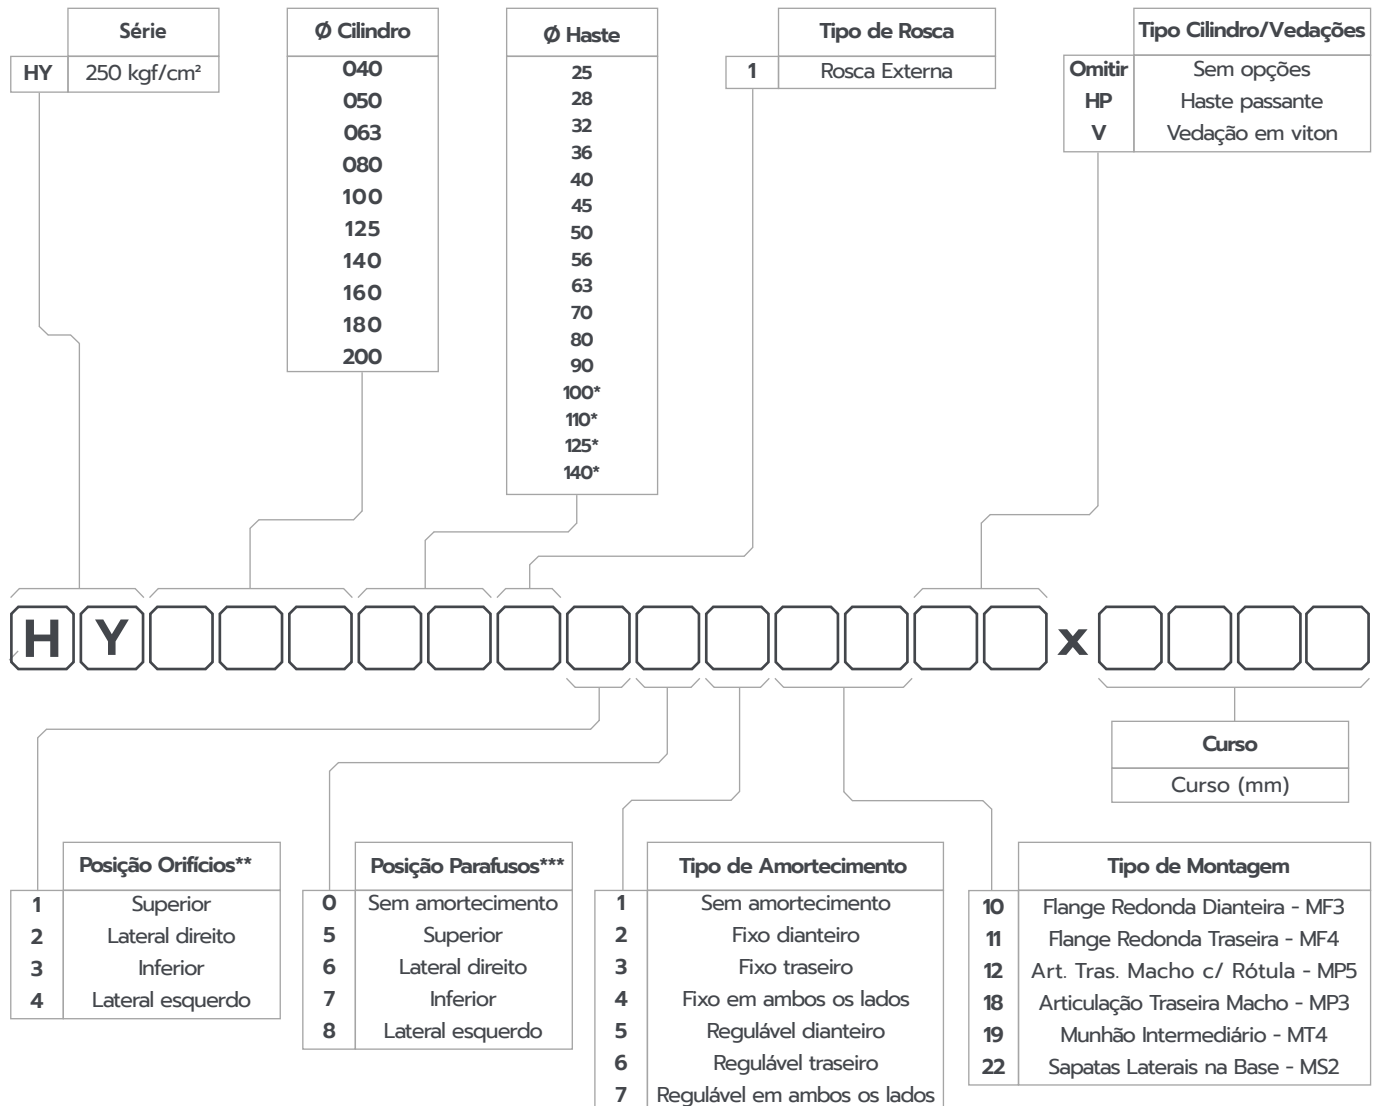 Série
HY 250 kgf/cm²
Ø Cilindro
040
050
063
080
100
125
140
160
180
200
Ø Haste
25
28
32
36
40
45
50
56
63
70
80
90
100*
110*
125*
140*
Tipo de Rosca
1 Rosca Externa
Tipo Cilindro/Vedações
Omitir Sem opções
HP Haste passante
V Vedação em viton
H Y x
Curso
Curso (mm)
Posição Orifícios**
1 Superior
2 Lateral direito
3 Inferior
4 Lateral esquerdo
Posição Parafusos***
0 Sem amortecimento
5 Superior
6 Lateral direito
7 Inferior
8 Lateral esquerdo
Tipo de Amortecimento
1 Sem amortecimento
2 Fixo dianteiro
3 Fixo traseiro
4 Fixo em ambos os lados
5 Regulável dianteiro
6 Regulável traseiro
7 Regulável em ambos os lados
Tipo de Montagem
10 Flange Redonda Dianteira - MF3
11 Flange Redonda Traseira - MF4
12 Art. Tras. Macho c/ Rótula - MP5
18 Articulação Traseira Macho - MP3
19 Munhão Intermediário - MT4
22 Sapatas Laterais na Base - MS2